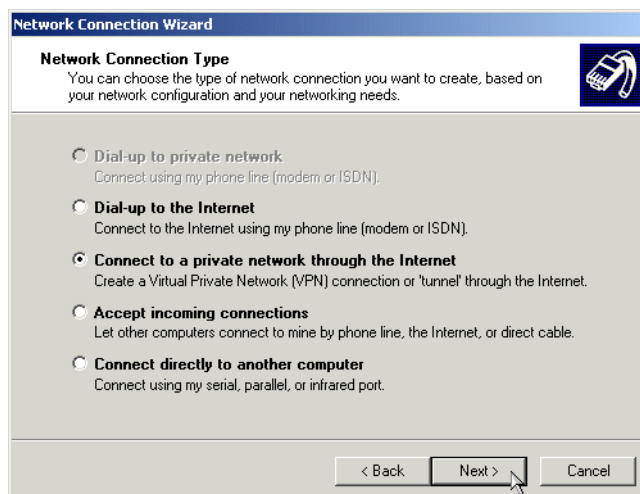 Network Connection Wizard
Network Connection Type
You can choose the type of network connection you want to create, based on
your network configuration and your networking needs.
Dial-up to private network
Connect using my phone line (modem or ISDN).
Dial-up to the Internet
Connect to the Internet using my phone line (modem or ISDN).
Connect to a private network through the Internet
Create a Virtual Private Network (VPN) connection or 'tunnel' through the Internet.
Accept incoming connections
Let other computers connect to mine by phone line, the Internet, or direct cable.
Connect directly to another computer
Connect using my serial, parallel, or infrared port.
< Back Next > Cancel